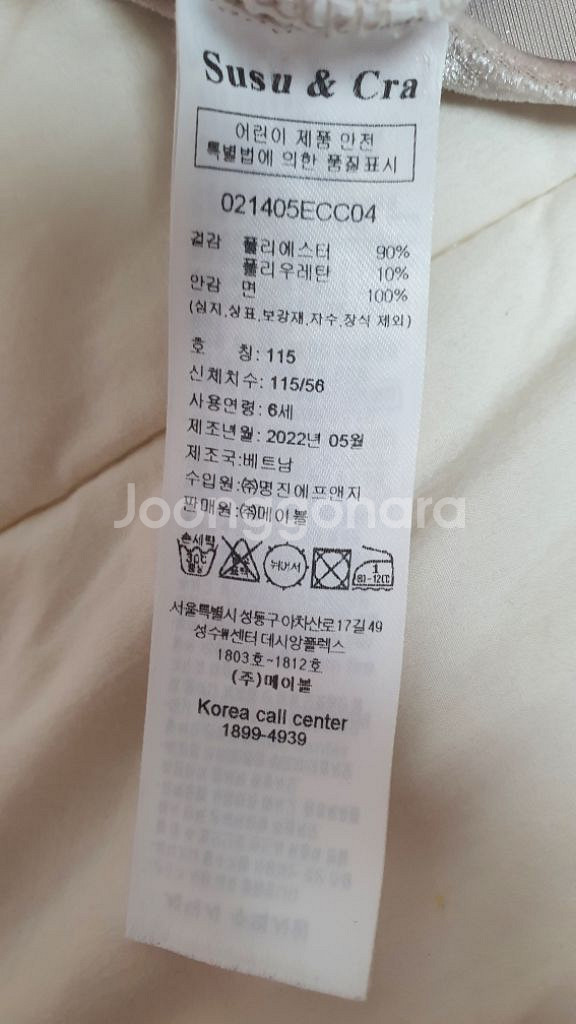 Susu & Cra
어린이 제품 안전
특별법에 의한 품질표시
021405ECC04
겉감 폴리에스터 90%
폴리우레탄 10%
안감 면 100%
(심지,상표,보강재,자수,장식 제외)
호 칭: 115
신체치수: 115/56
사용연령: 6세
제조년월: 2022년 05월
제조국:베트남
수입원:㈜명진에프앤지
판매원:㈜메이블
Joonggonara
손세탁
30℃
중성
표백
뉘어서
1
80-120℃
서울특별시 성동구 아차산로17길 49
성수W센터 데시앙플렉스
1803호~1812호
(주)메이블
Korea call center
1899-4939